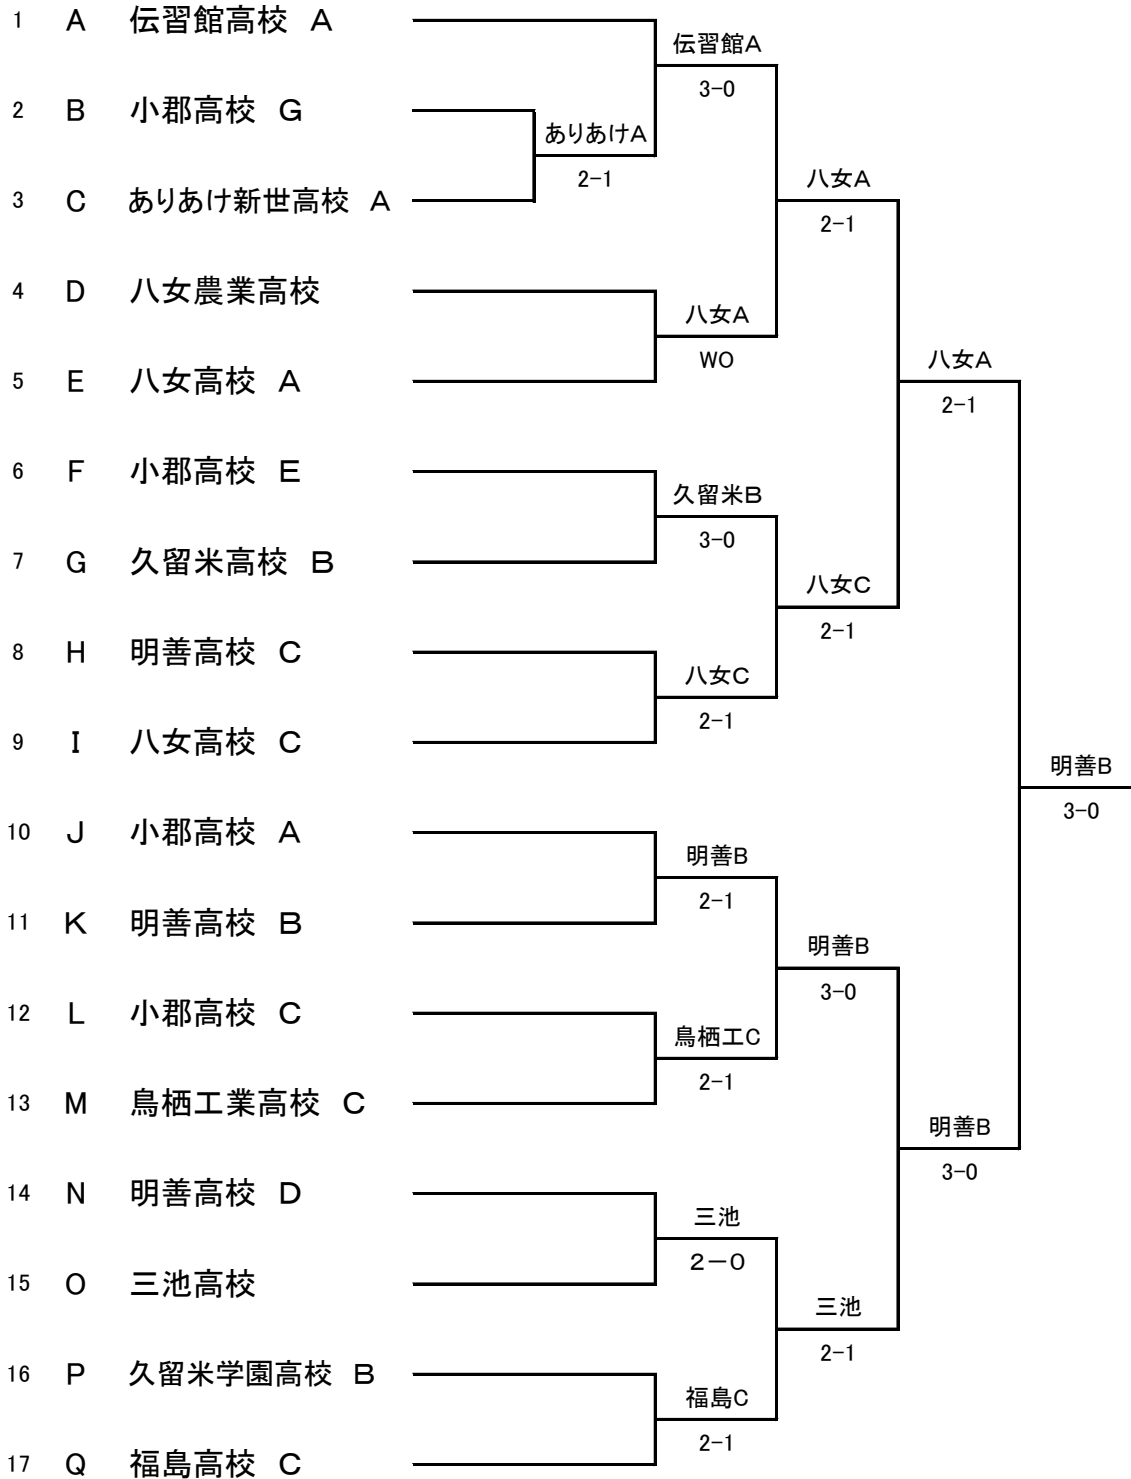 1 A 伝習館高校 A
伝習館A
3-0
2 B 小郡高校 G
ありあけA
2-1
3 C ありあけ新世高校 A
八女A
2-1
4 D 八女農業高校
八女A
WO
5 E 八女高校 A
八女A
2-1
6 F 小郡高校 E
久留米B
3-0
7 G 久留米高校 B
八女C
2-1
8 H 明善高校 C
八女C
2-1
9 I 八女高校 C
明善B
3-0
10 J 小郡高校 A
明善B
2-1
11 K 明善高校 B
明善B
3-0
12 L 小郡高校 C
鳥栖工C
2-1
13 M 鳥栖工業高校 C
明善B
3-0
14 N 明善高校 D
三池
2-0
15 O 三池高校
三池
2-1
16 P 久留米学園高校 B
福島C
2-1
17 Q 福島高校 C